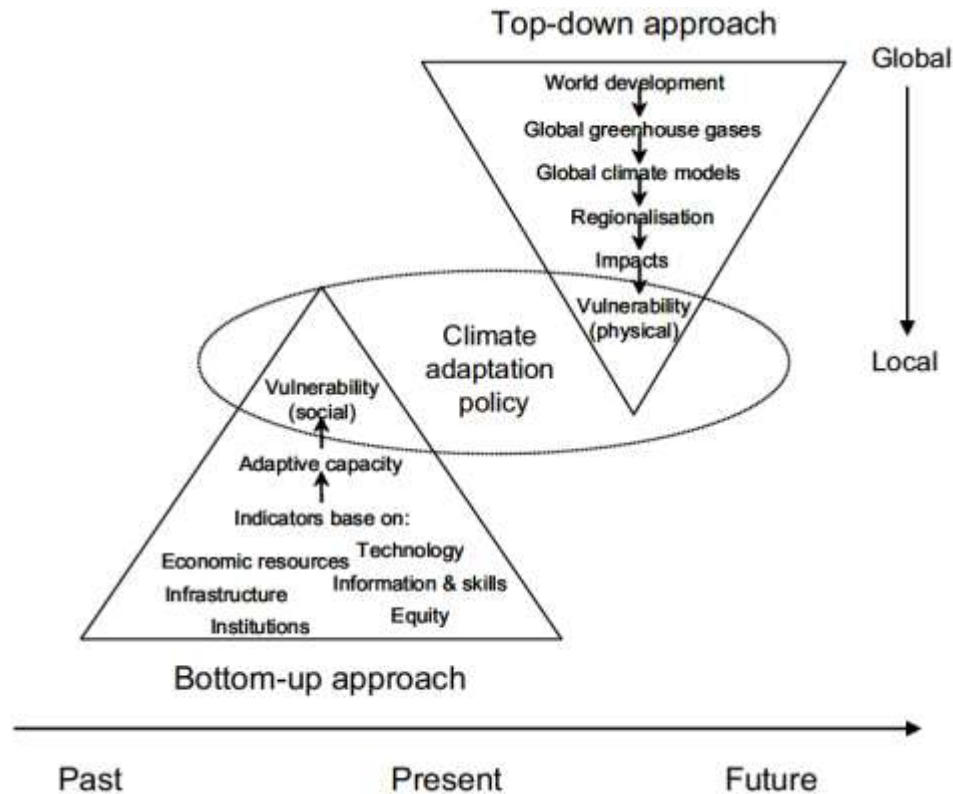 Top-down approach
Global
World development
Global greenhouse gases
Global climate models
Regionalisation
Impacts
Vulnerability
(physical)
Local
Climate
adaptation
policy
Vulnerability
(social)
Adaptive capacity
Indicators base on:
Economic resources
Technology
Infrastructure
Information & skills
Institutions
Equity
Bottom-up approach
Past
Present
Future